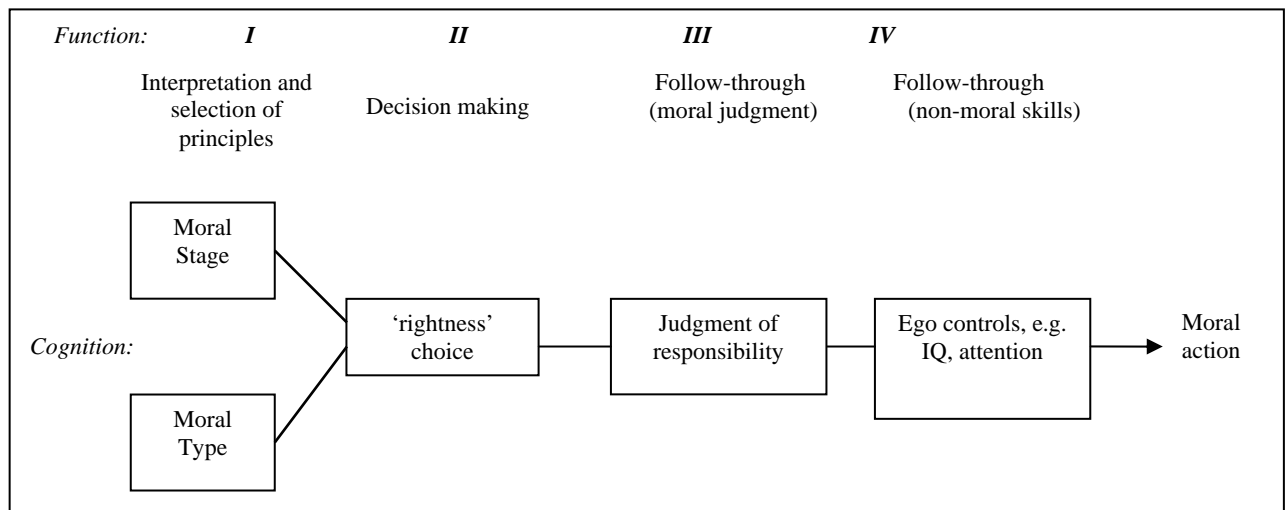 Function: I II III IV
Interpretation and
selection of
principles
Decision making
Follow-through
(moral judgment)
Follow-through
(non-moral skills)
Moral
Stage
Cognition:
Moral
Type
‘rightness’
choice
Judgment of
responsibility
Ego controls, e.g.
IQ, attention
Moral
action